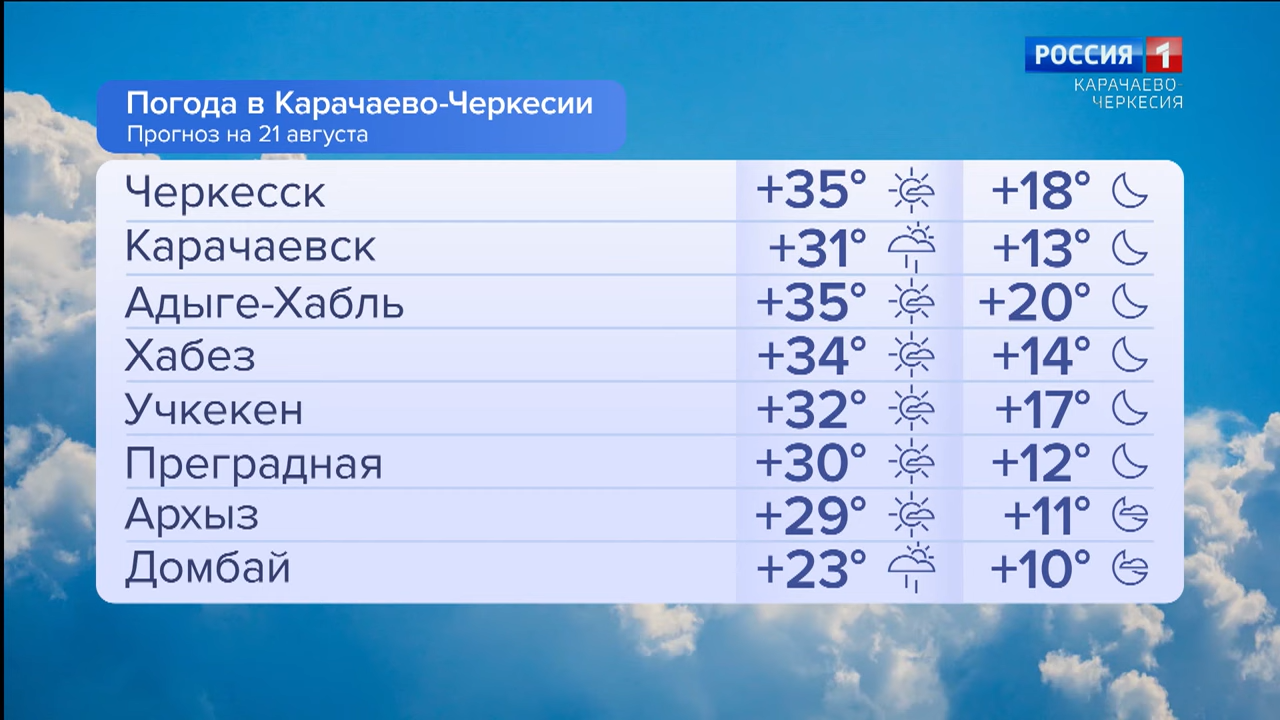 РОССИЯ 1
КАРАЧАЕВО-
ЧЕРКЕСИЯ
Погода в Карачаево-Черкесии
Прогноз на 21 августа
Черкесск +35° +18°
Карачаевск +31° +13°
Адыге-Хабль +35° +20°
Хабез +34° +14°
Учкекен +32° +17°
Преградная +30° +12°
Архыз +29° +11°
Домбай +23° +10°